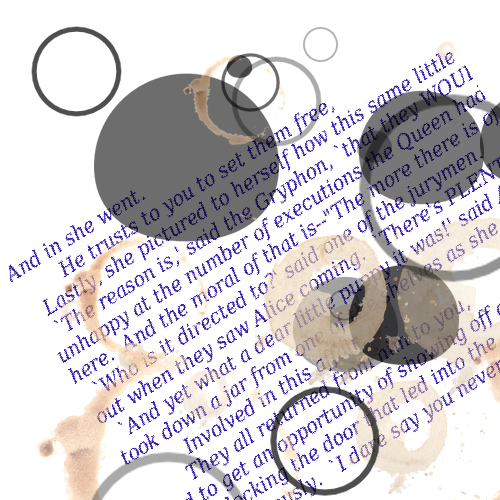 And in she went.
He trusts to you to set them free,
Lastly, she pictured to herself how this same little
`The reason is,' said the Gryphon, `that they WOUL
unhappy at the number of executions the Queen had
here. And the moral of that is--"The more there is of
`Who is it directed to?' said one of the jurymen.
out when they saw Alice coming. `There's PLEN
`And yet what a dear little puppy it was!' said
took down a jar from one of the shelves as she
Involved in this
They all returned from him to you,
to get an opportunity of showing off
cking the door that led into the
`I dare say you never